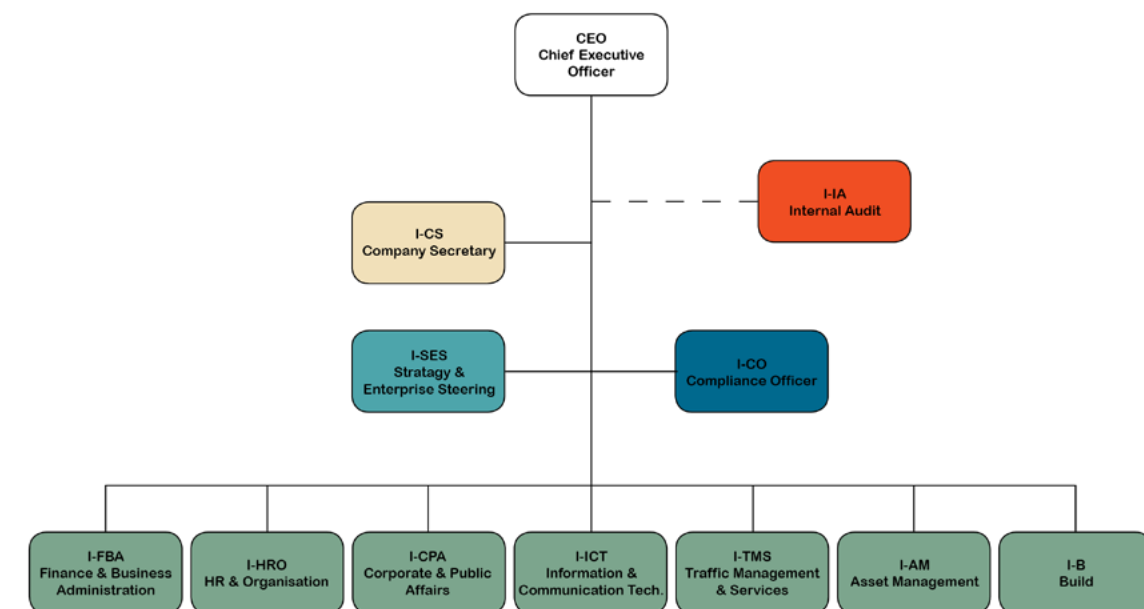 CEO
Chief Executive
Officer
I-IA
Internal Audit
I-CS
Company Secretary
I-SES
Stratagy &
Enterprise Steering
I-CO
Compliance Officer
I-FBA
Finance & Business
Administration
I-HRO
HR & Organisation
I-CPA
Corporate & Public
Affairs
I-ICT
Information &
Communication Tech.
I-TMS
Traffic Management
& Services
I-AM
Asset Management
I-B
Build